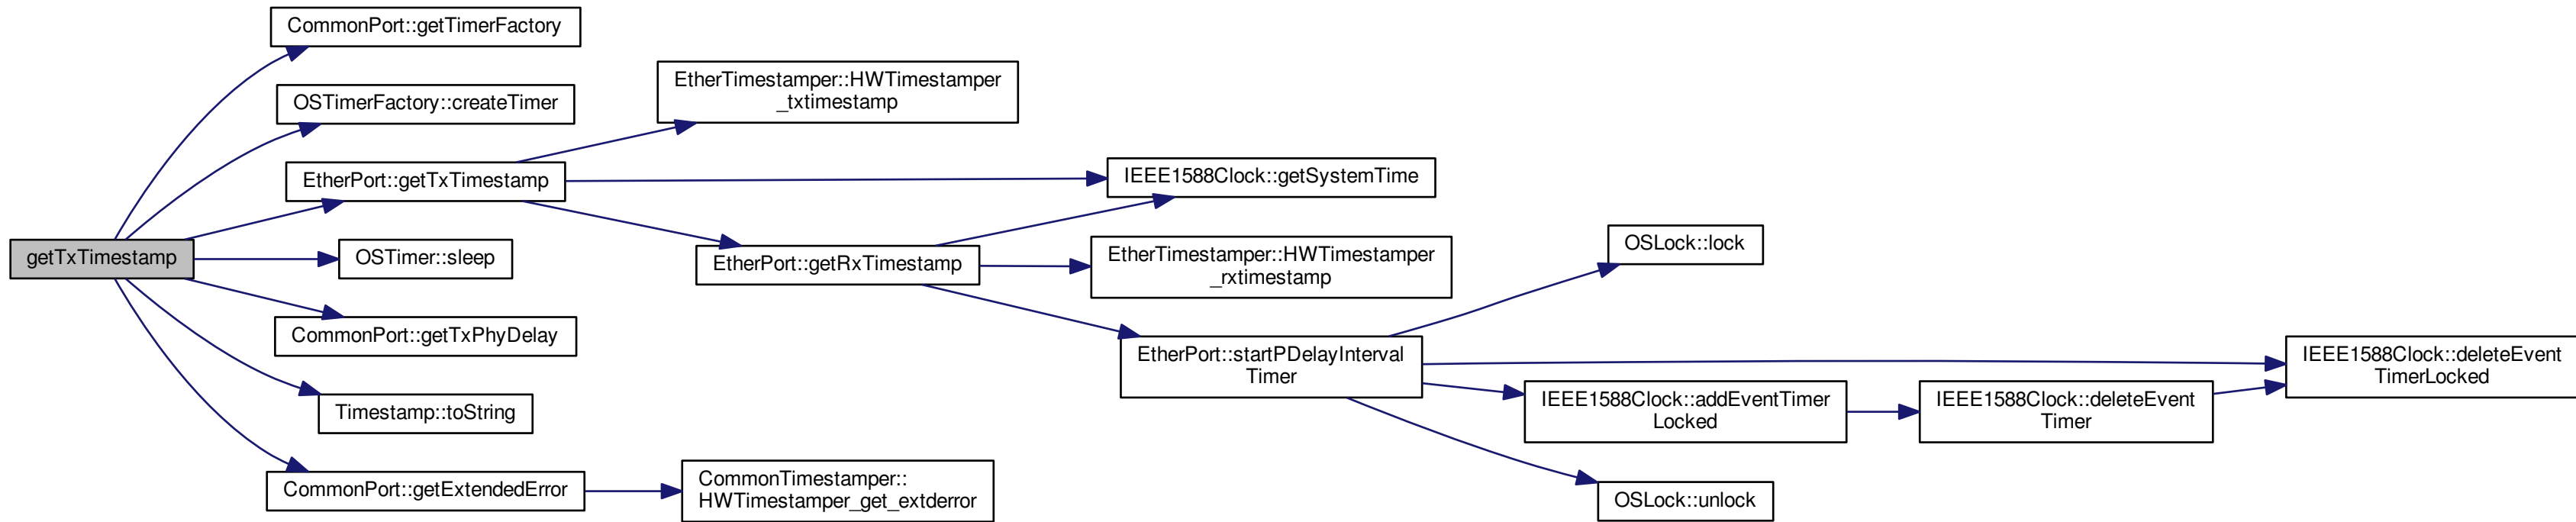 getTxTimestamp
CommonPort::getTimerFactory
OSTimerFactory::createTimer
EtherPort::getTxTimestamp
OSTimer::sleep
CommonPort::getTxPhyDelay
Timestamp::toString
CommonPort::getExtendedError
EtherTimestamper::HWTimestamper
_txtimestamp
EtherPort::getRxTimestamp
CommonTimestamper::
HWTimestamper_get_extderror
IEEE1588Clock::getSystemTime
EtherTimestamper::HWTimestamper
_rxtimestamp
EtherPort::startPDelayInterval
Timer
OSLock::lock
IEEE1588Clock::addEventTimer
Locked
OSLock::unlock
IEEE1588Clock::deleteEvent
Timer
IEEE1588Clock::deleteEvent
TimerLocked